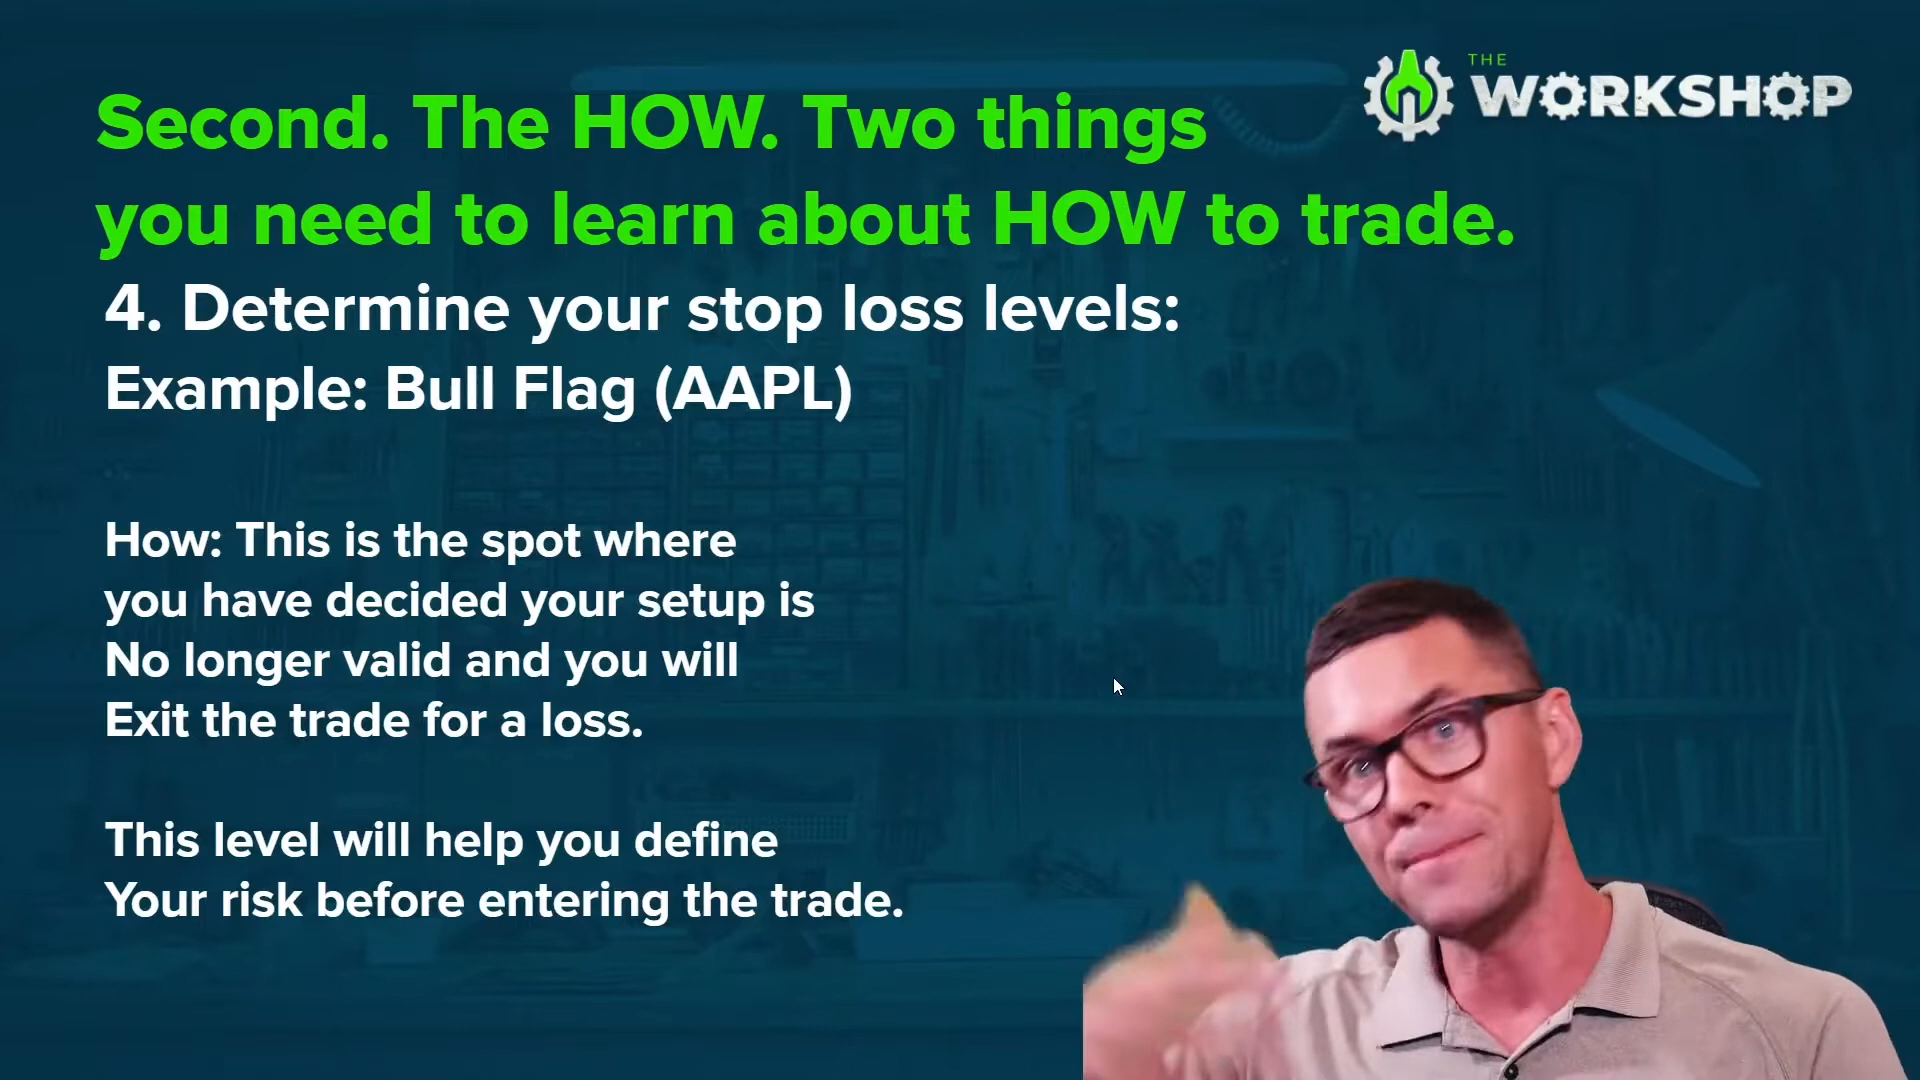 THE
WORKSHOP
Second. The HOW. Two things
you need to learn about HOW to trade.
4. Determine your stop loss levels:
Example: Bull Flag (AAPL)
How: This is the spot where
you have decided your setup is
No longer valid and you will
Exit the trade for a loss.
This level will help you define
Your risk before entering the trade.